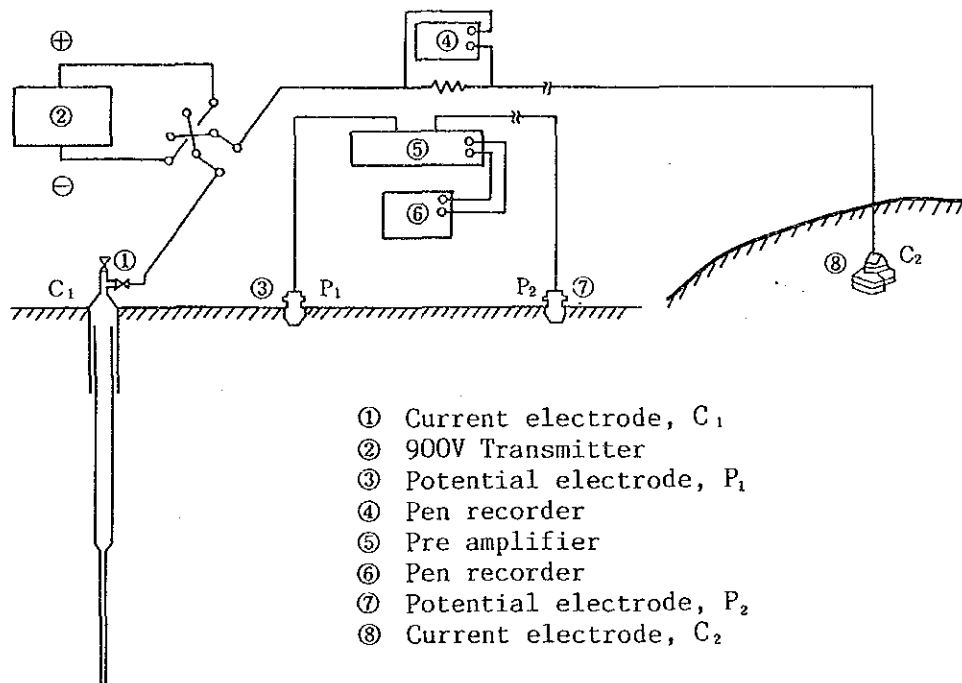 ④
⊕
②
⑤
⊖
⑥
①
C₁
③
P₁
P₂
⑦
⑧
C₂
① Current electrode, C₁
② 900V Transmitter
③ Potential electrode, P₁
④ Pen recorder
⑤ Pre amplifier
⑥ Pen recorder
⑦ Potential electrode, P₂
⑧ Current electrode, C₂